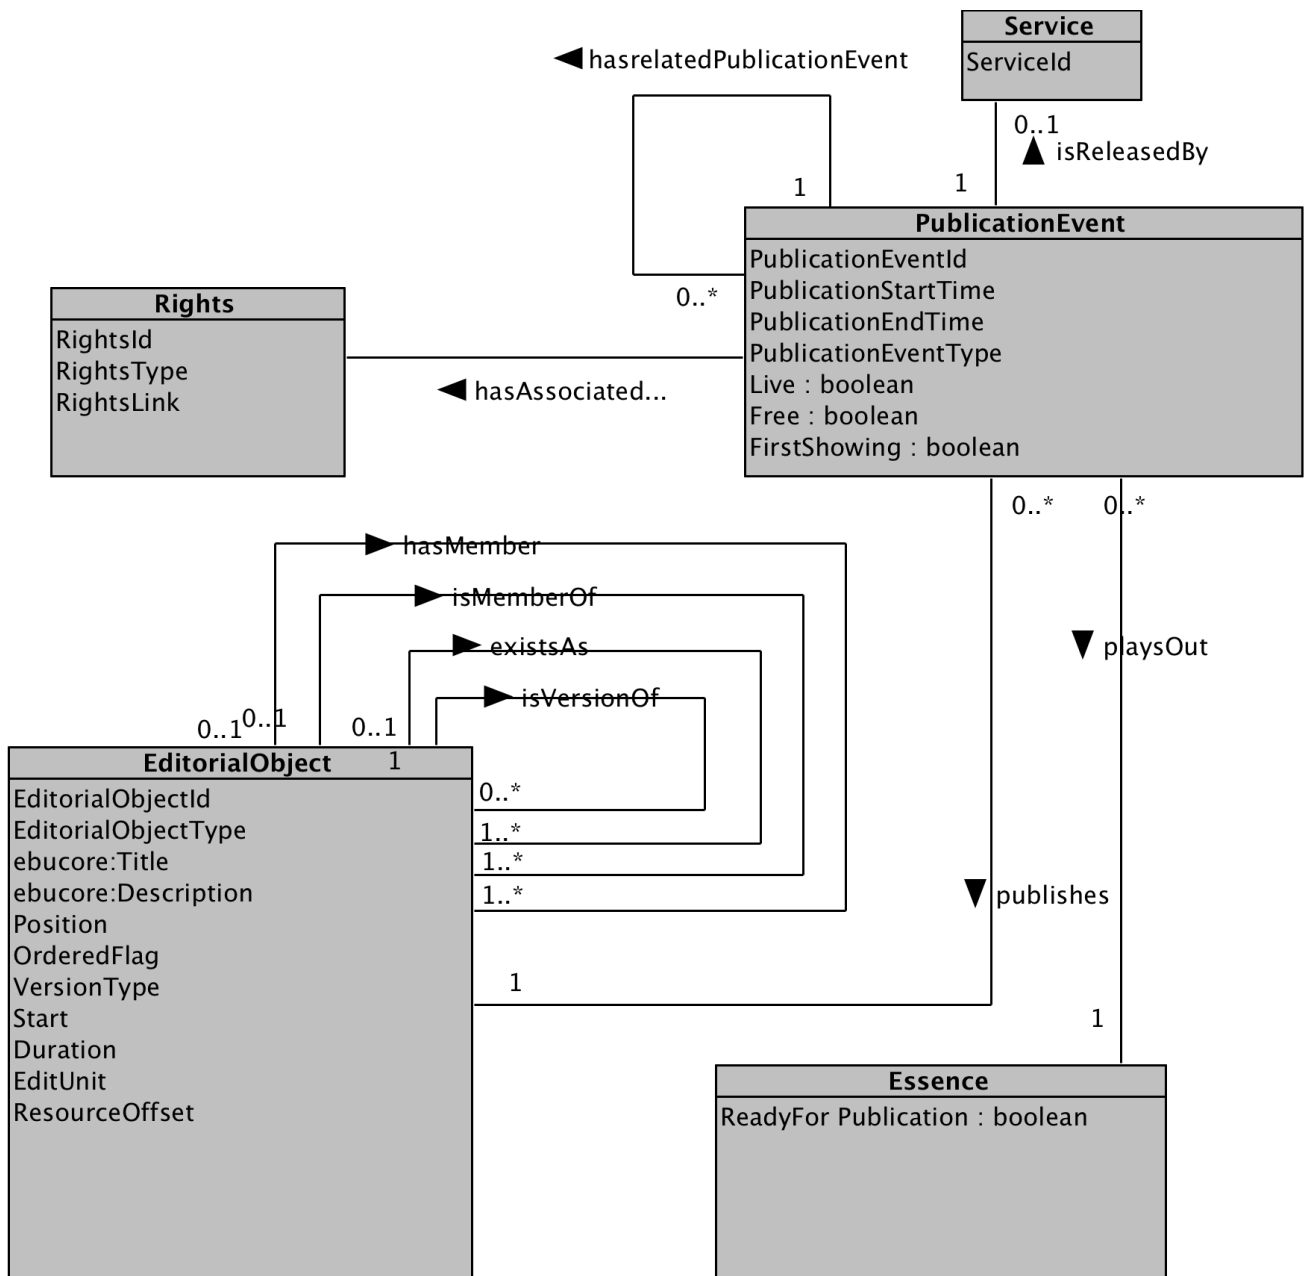 Service
ServiceId
hasrelatedPublicationEvent
0..1
isReleasedBy
1
1
PublicationEvent
PublicationEventId
PublicationStartTime
PublicationEndTime
PublicationEventType
Live : boolean
Free : boolean
FirstShowing : boolean
0..*
Rights
RightsId
RightsType
RightsLink
hasAssociated...
0..*
0..*
hasMember
isMemberOf
existsAs
isVersionOf
playsOut
0..1
0..1
0..1
1
EditorialObject
EditorialObjectId
EditorialObjectType
ebucore:Title
ebucore:Description
Position
OrderedFlag
VersionType
Start
Duration
EditUnit
ResourceOffset
0..*
1..*
1..*
1..*
publishes
1
1
Essence
ReadyFor Publication : boolean